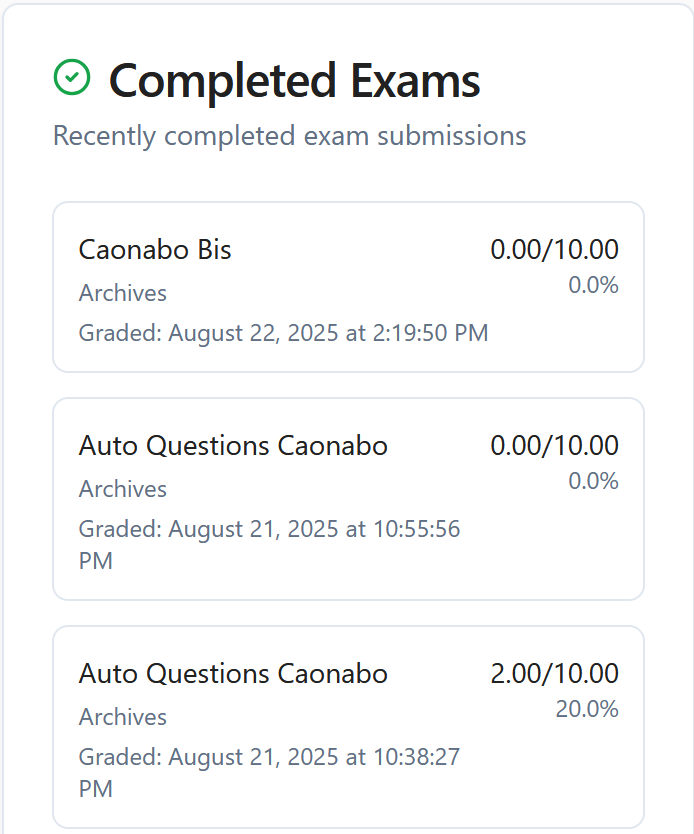 Completed Exams
Recently completed exam submissions
Caonabo Bis
0.00/10.00
Archives
0.0%
Graded: August 22, 2025 at 2:19:50 PM
Auto Questions Caonabo
0.00/10.00
Archives
0.0%
Graded: August 21, 2025 at 10:55:56
PM
Auto Questions Caonabo
2.00/10.00
Archives
20.0%
Graded: August 21, 2025 at 10:38:27
PM